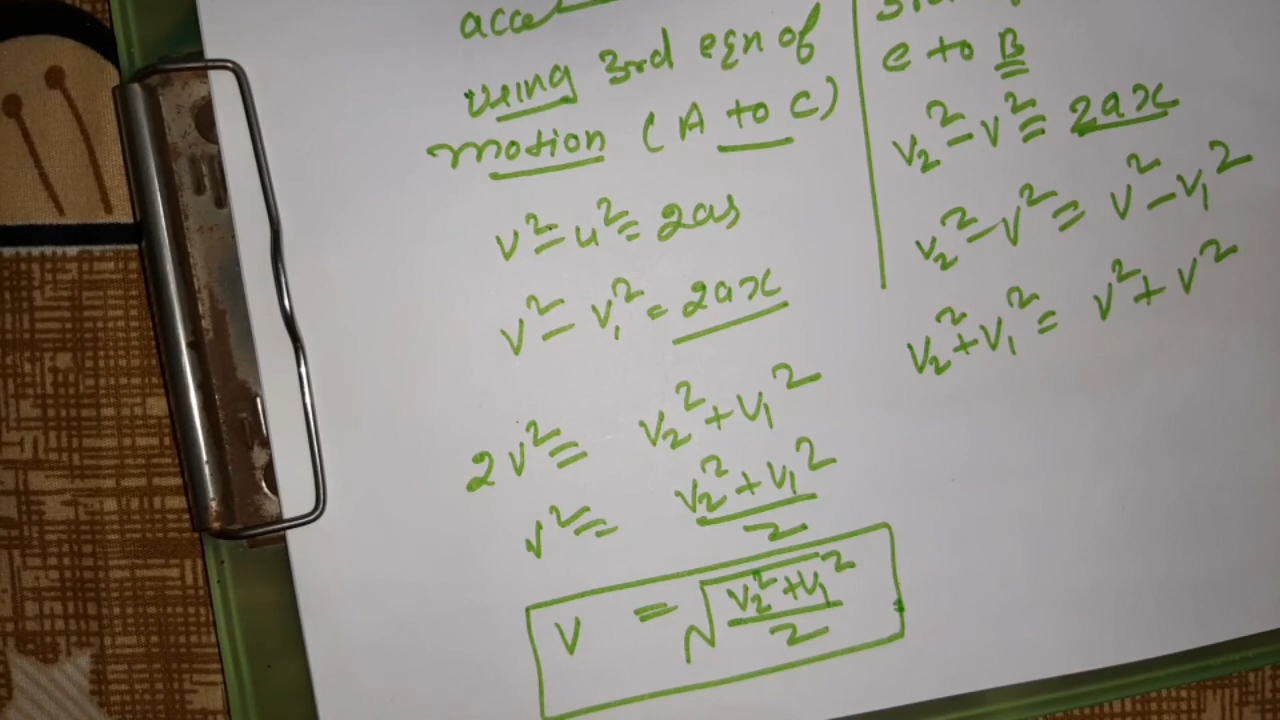 using 3rd eqn of
motion (A to C)
v² - u² = 2as
v² - v₁² = 2ax
2v² = v₂² + v₁²
v² = v₂² + v₁² / 2
v = √(v₂² + v₁² / 2)
c to B
v₂² - v² = 2ax
v₂² - v² = v² - v₁²
v₂² + v₁² = v² + v²